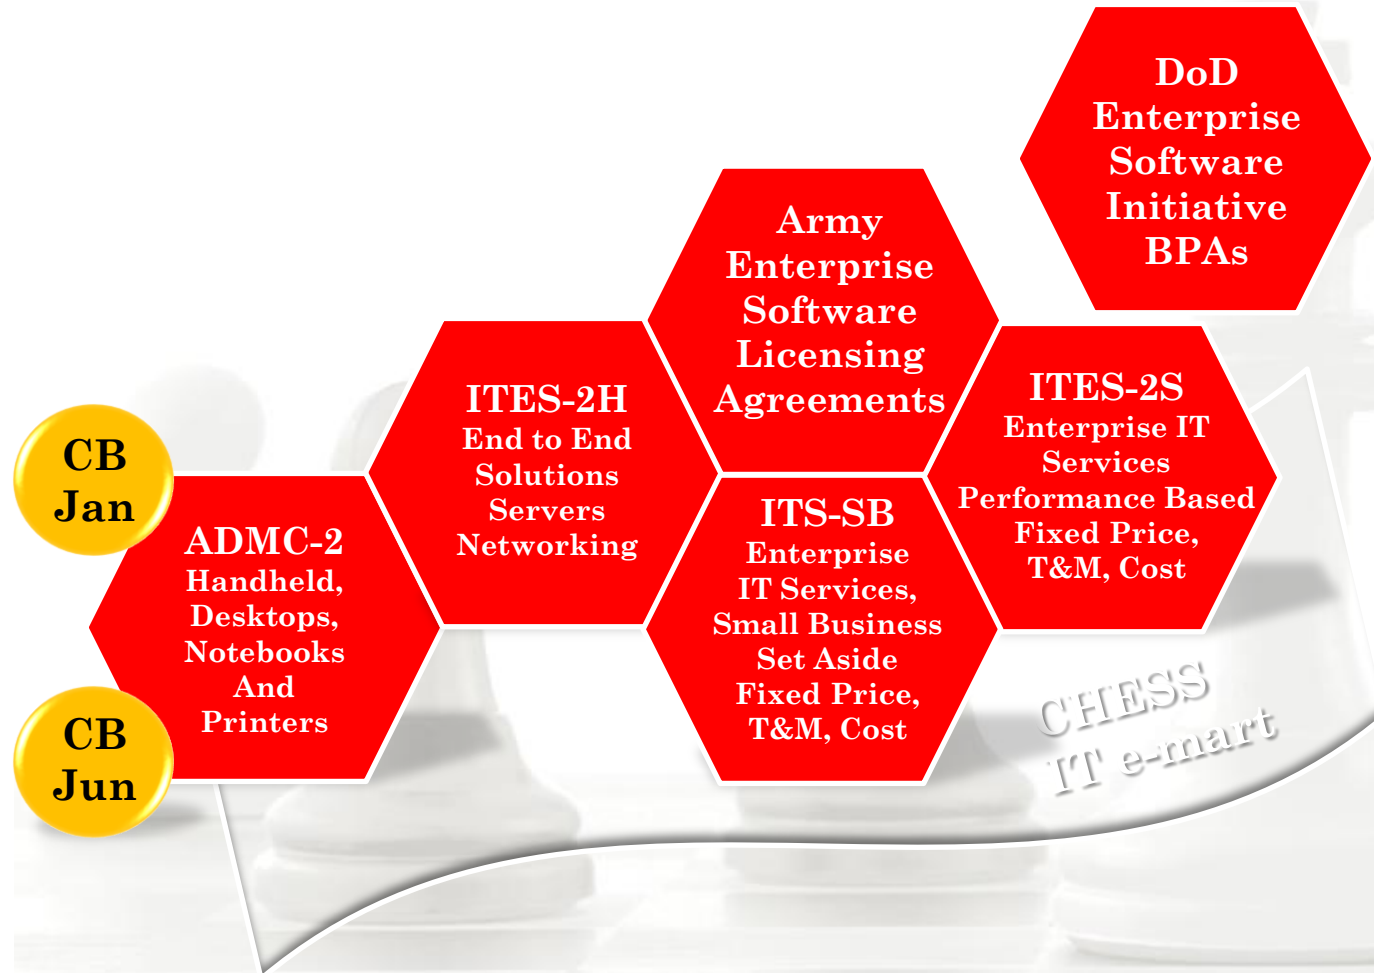 DoD
Enterprise
Software
Initiative
BPAs
Army
Enterprise
Software
Licensing
Agreements
ITES-2H
End to End
Solutions
Servers
Networking
ITES-2S
Enterprise IT
Services
Performance Based
Fixed Price,
T&M, Cost
CB
Jan
ADMC-2
Handheld,
Desktops,
Notebooks
And
Printers
ITS-SB
Enterprise
IT Services,
Small Business
Set Aside
Fixed Price,
T&M, Cost
CB
Jun
CHESS
IT e-mart